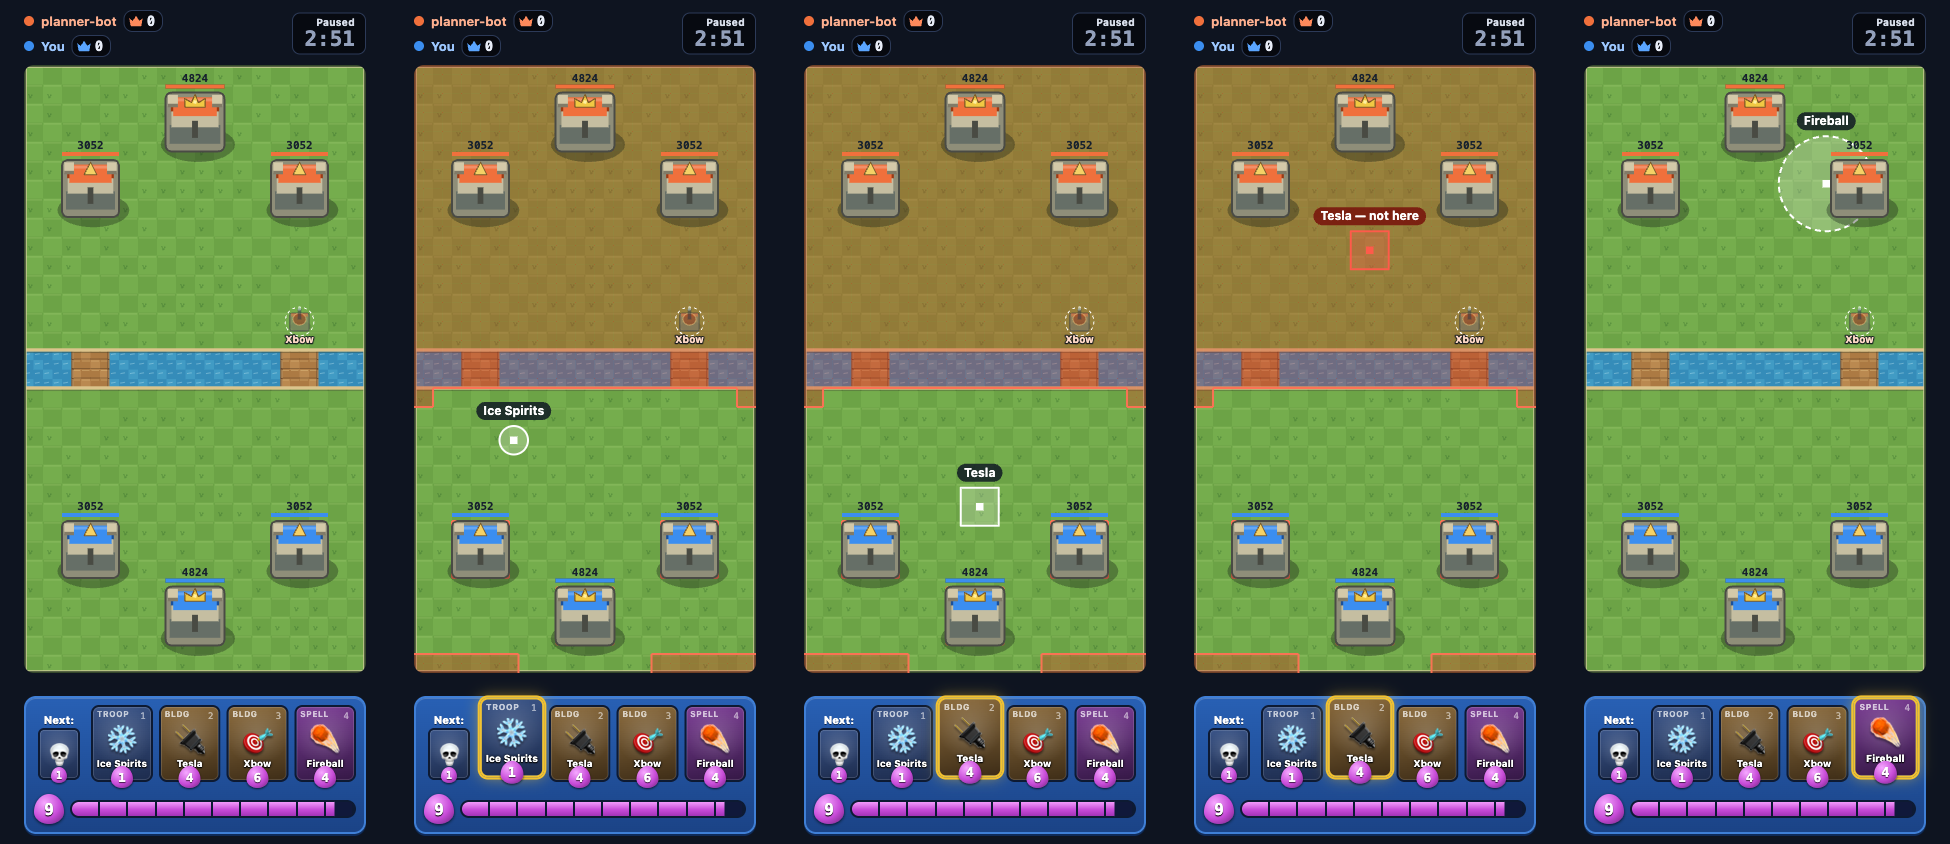 planner-bot 0
You 0
Paused
2:51
4824
3052 3052
Xbow
3052 3052
4824
Next:
1
TROOP 1
Ice Spirits
1
BLDG 2
Tesla
4
BLDG 3
Xbow
6
SPELL 4
Fireball
4
9
planner-bot 0
You 0
Paused
2:51
4824
3052 3052
Xbow
Ice Spirits
3052 3052
4824
Next:
1
TROOP 1
Ice Spirits
1
BLDG 2
Tesla
4
BLDG 3
Xbow
6
SPELL 4
Fireball
4
9
planner-bot 0
You 0
Paused
2:51
4824
3052 3052
Xbow
Tesla
3052 3052
4824
Next:
1
TROOP 1
Ice Spirits
1
BLDG 2
Tesla
4
BLDG 3
Xbow
6
SPELL 4
Fireball
4
9
planner-bot 0
You 0
Paused
2:51
4824
3052 3052
Tesla — not here
Xbow
3052 3052
4824
Next:
1
TROOP 1
Ice Spirits
1
BLDG 2
Tesla
4
BLDG 3
Xbow
6
SPELL 4
Fireball
4
9
planner-bot 0
You 0
Paused
2:51
4824
Fireball
3052 3052
Xbow
3052 3052
4824
Next:
1
TROOP 1
Ice Spirits
1
BLDG 2
Tesla
4
BLDG 3
Xbow
6
SPELL 4
Fireball
4
9